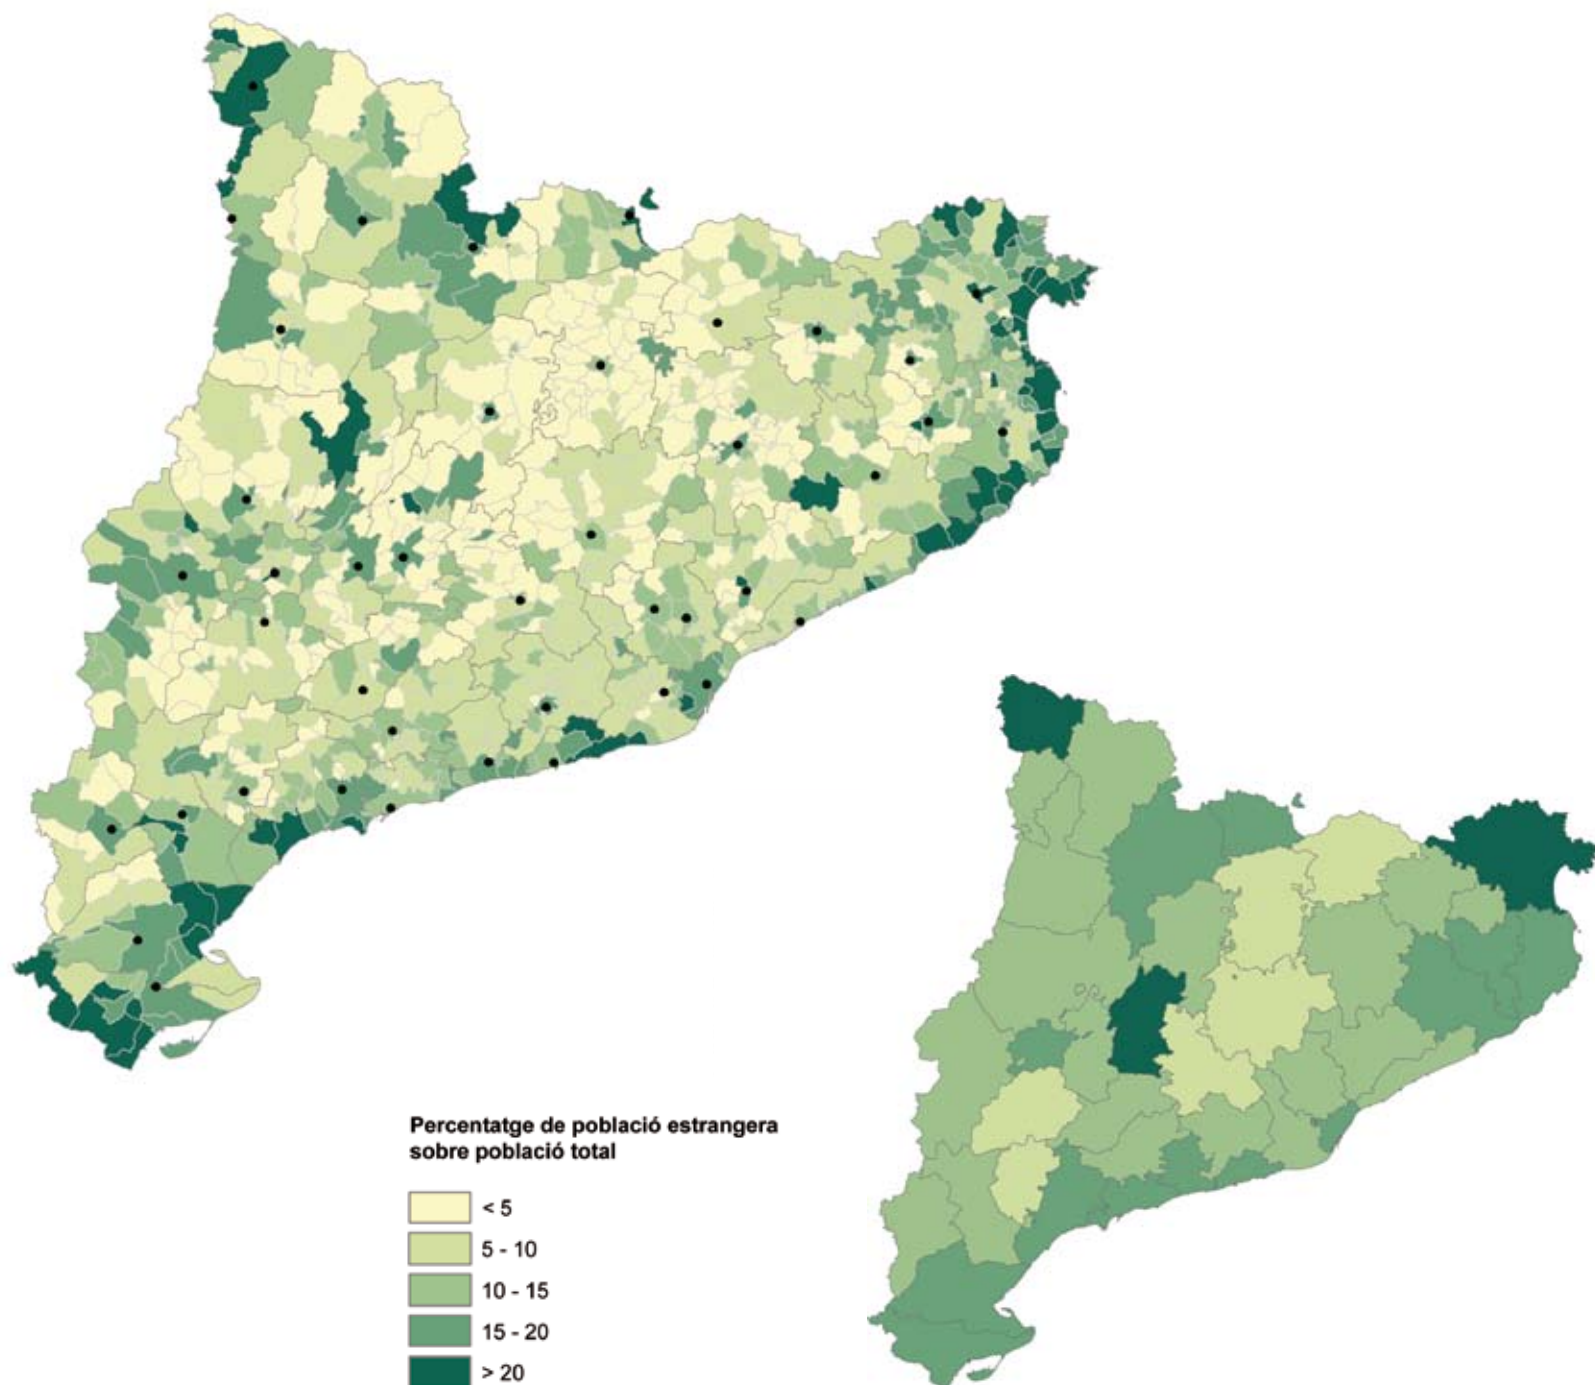 Percentatge de població estrangera
sobre població total
< 5
5 - 10
10 - 15
15 - 20
> 20